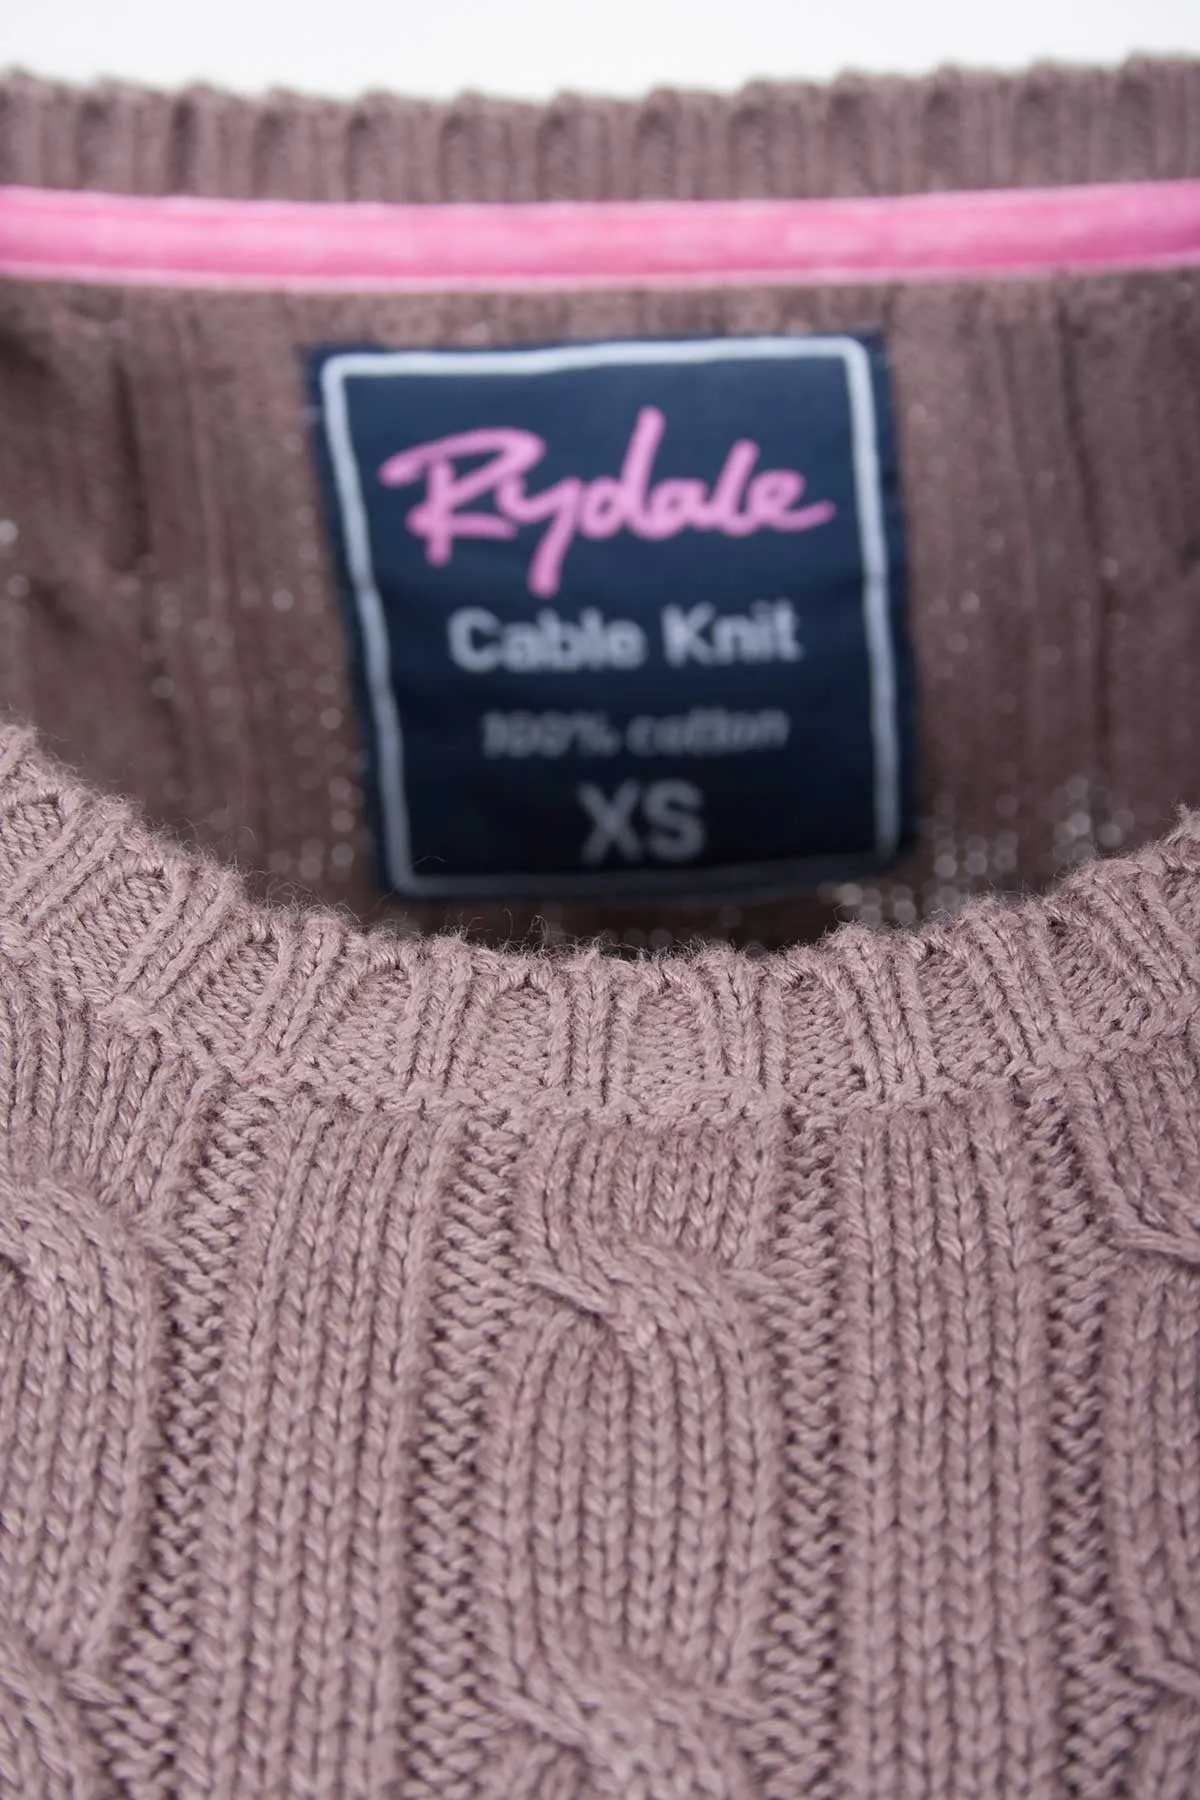 Rydale
Cable Knit
100% cotton
XS